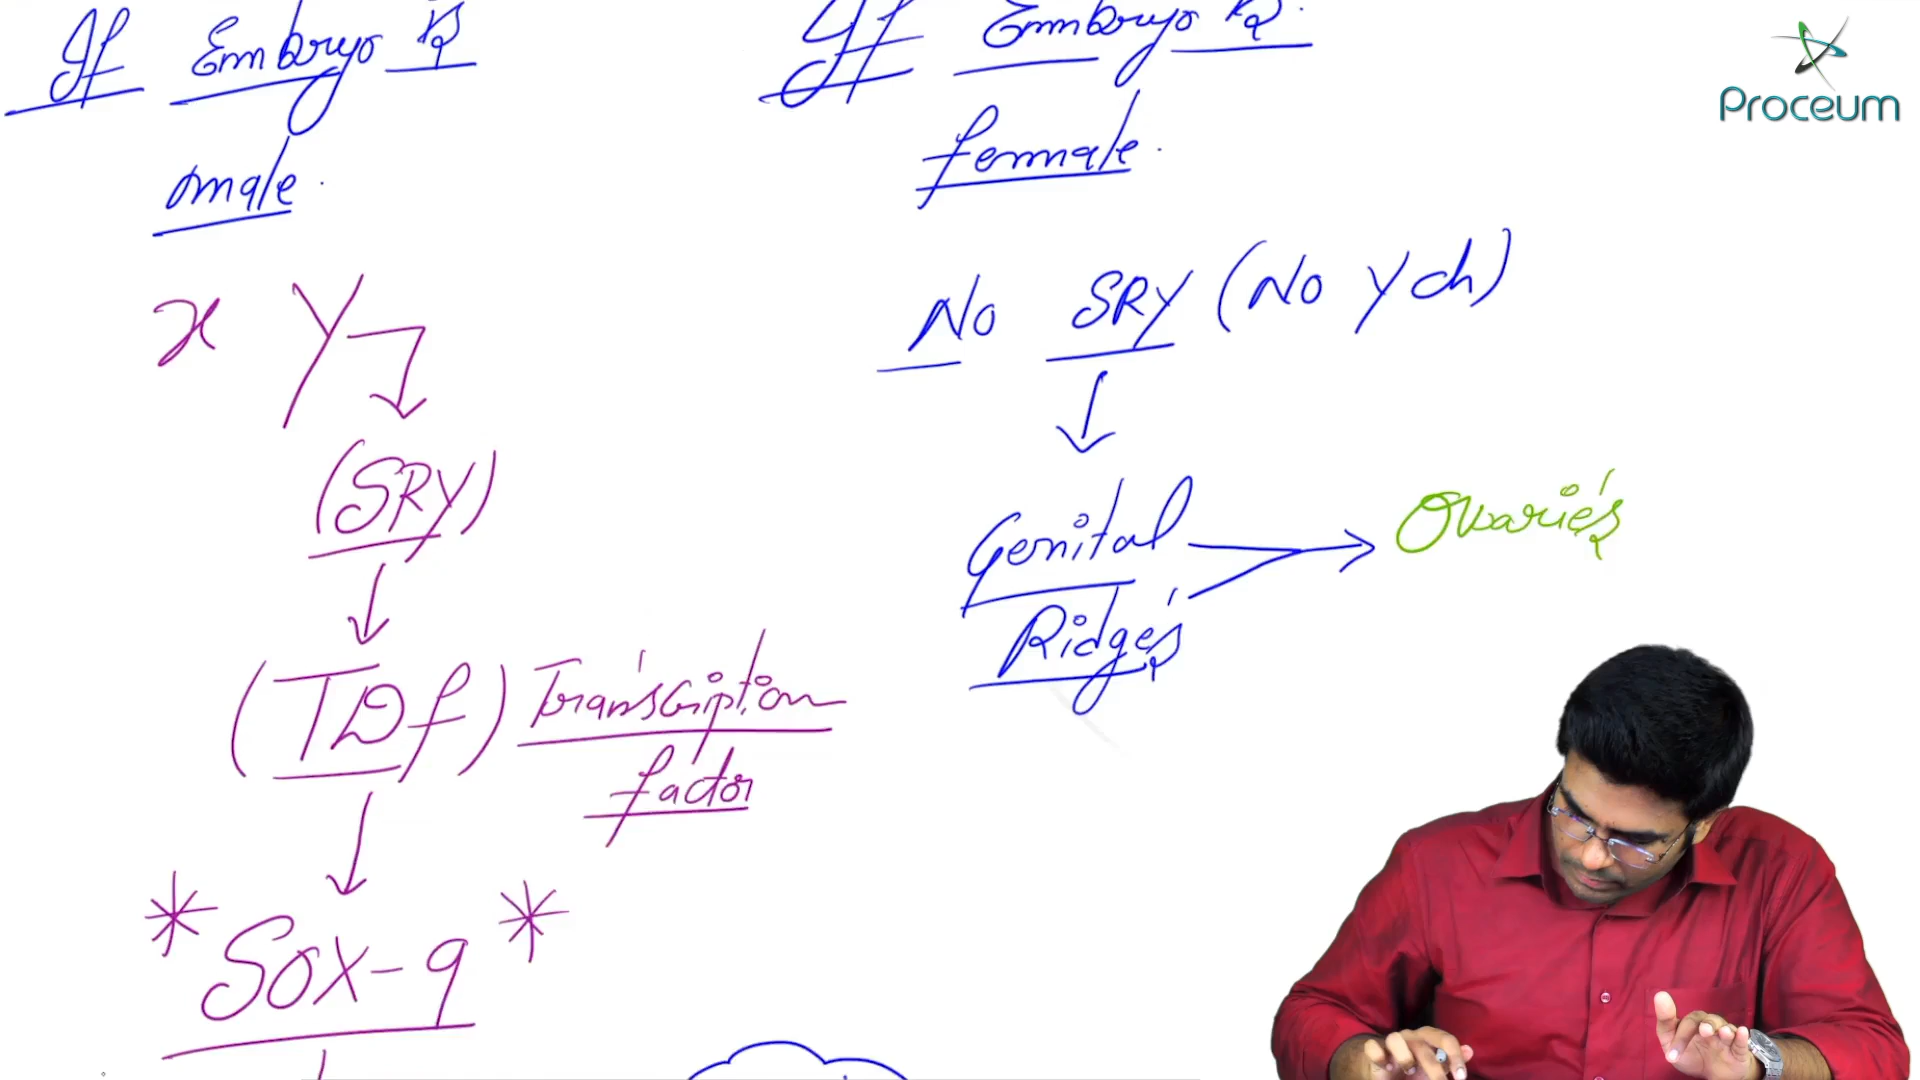 If Embryo is
male.
x Y
(SRY)
(TDF) Transcription
factor
* Sox-9 *
If Embryo is.
female.
No SRY (No Y ch)
Genital
Ridges
Ovaries
Proceum